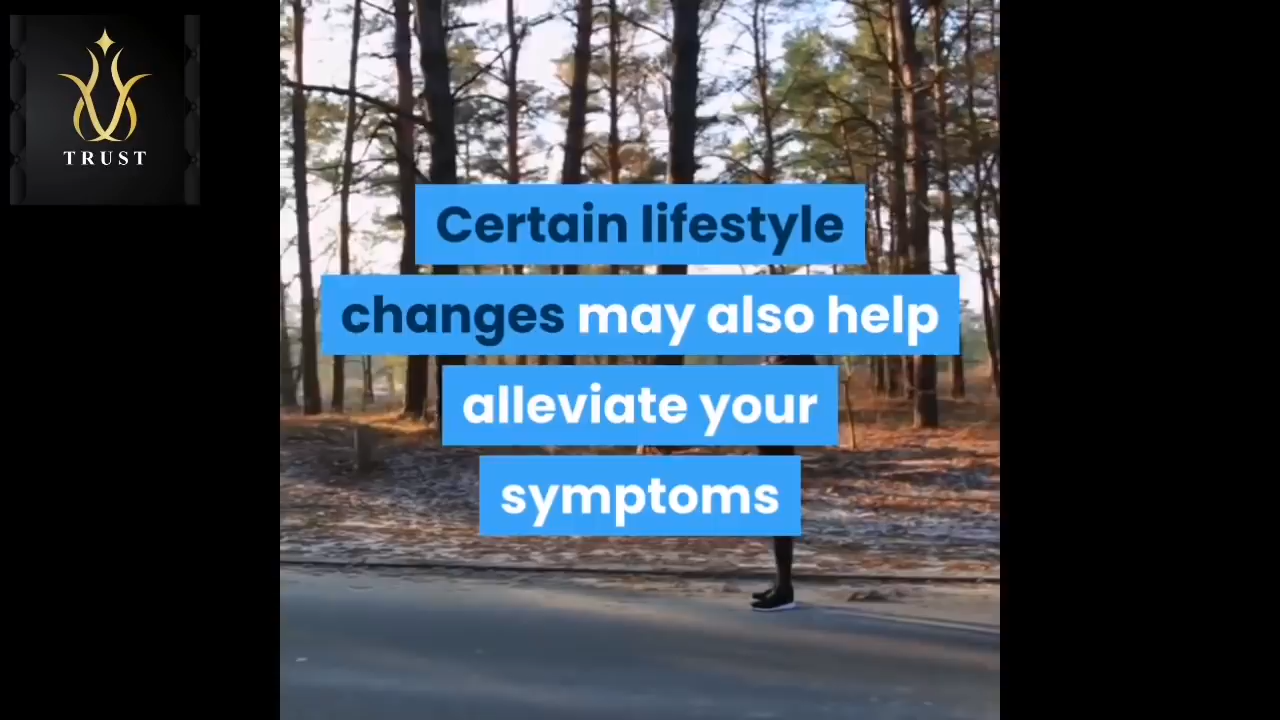 TRUST
Certain lifestyle
changes may also help
alleviate your
symptoms